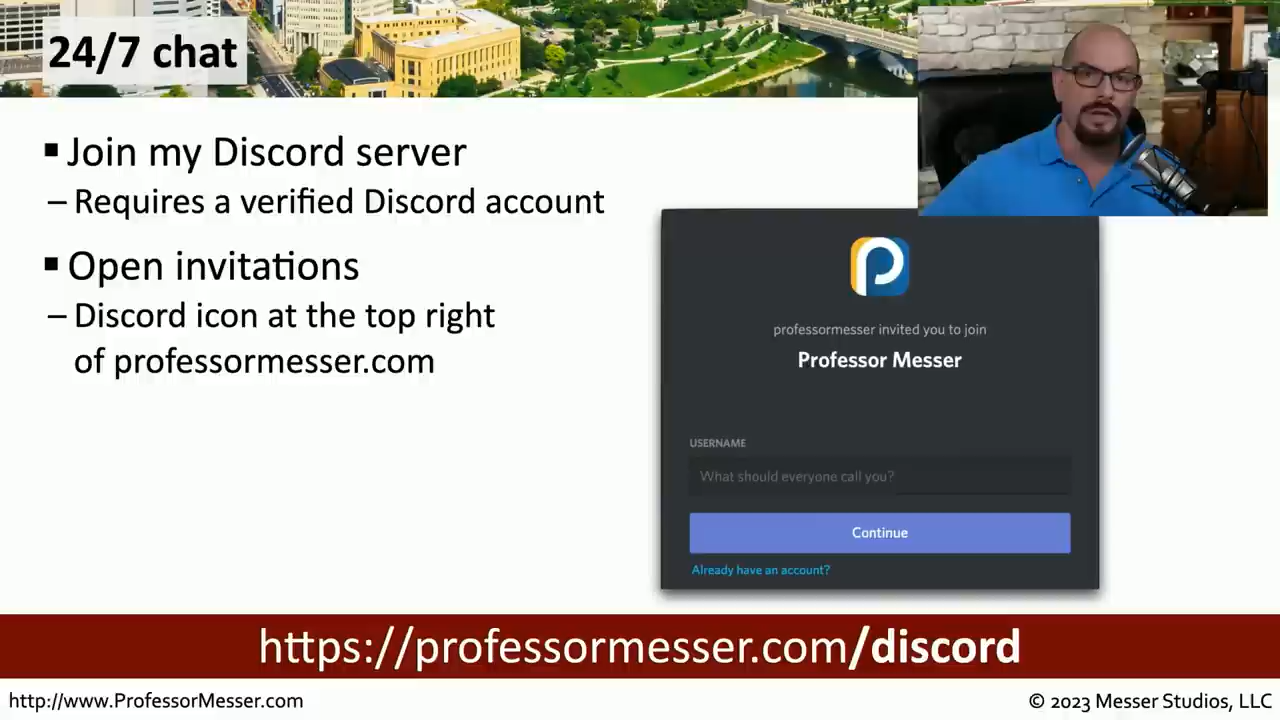 24/7 chat
▪ Join my Discord server
– Requires a verified Discord account
▪ Open invitations
– Discord icon at the top right
of professormesser.com
professormesser invited you to join
Professor Messer
USERNAME
What should everyone call you?
Continue
Already have an account?
https://professormesser.com/discord
http://www.ProfessorMesser.com
© 2023 Messer Studios, LLC